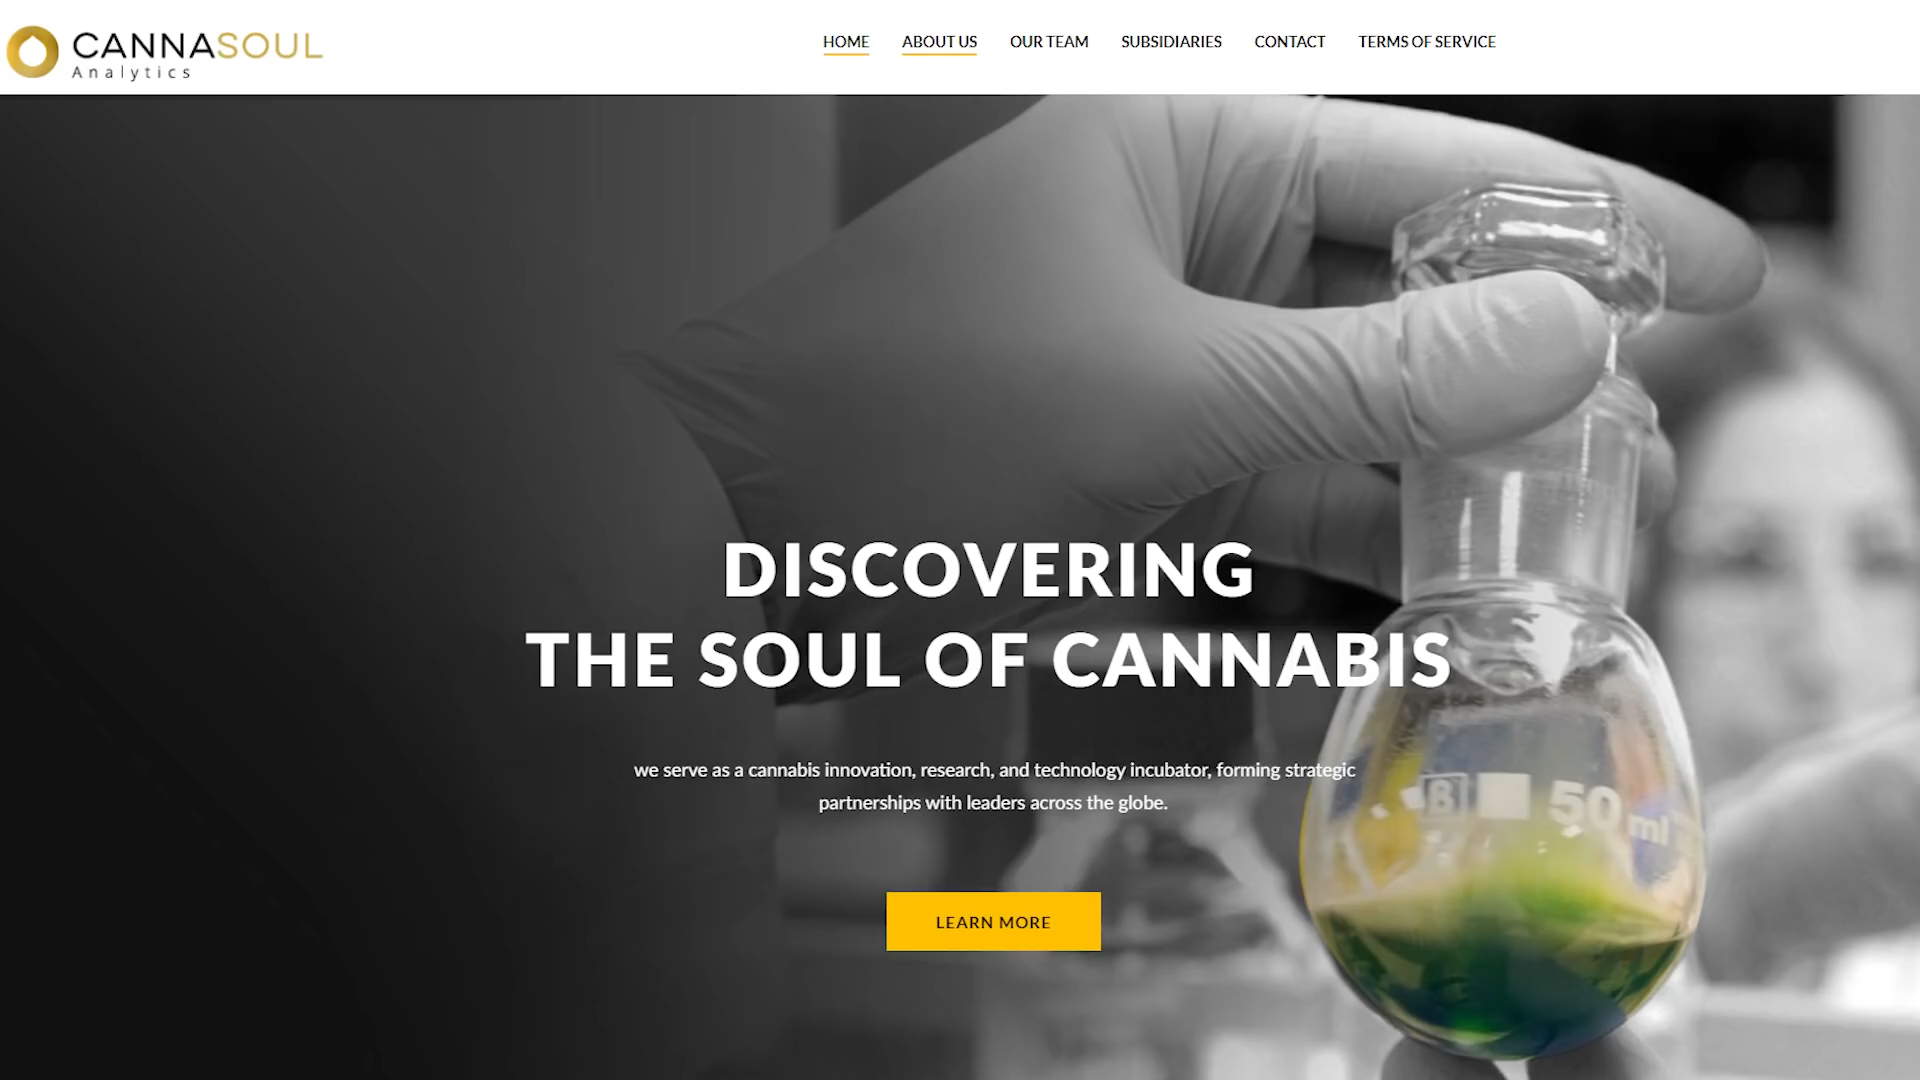 CANNASOUL
Analytics
HOME ABOUT US OUR TEAM SUBSIDIARIES CONTACT TERMS OF SERVICE
DISCOVERING
THE SOUL OF CANNABIS
we serve as a cannabis innovation, research, and technology incubator, forming strategic
partnerships with leaders across the globe.
B 50 ml
LEARN MORE